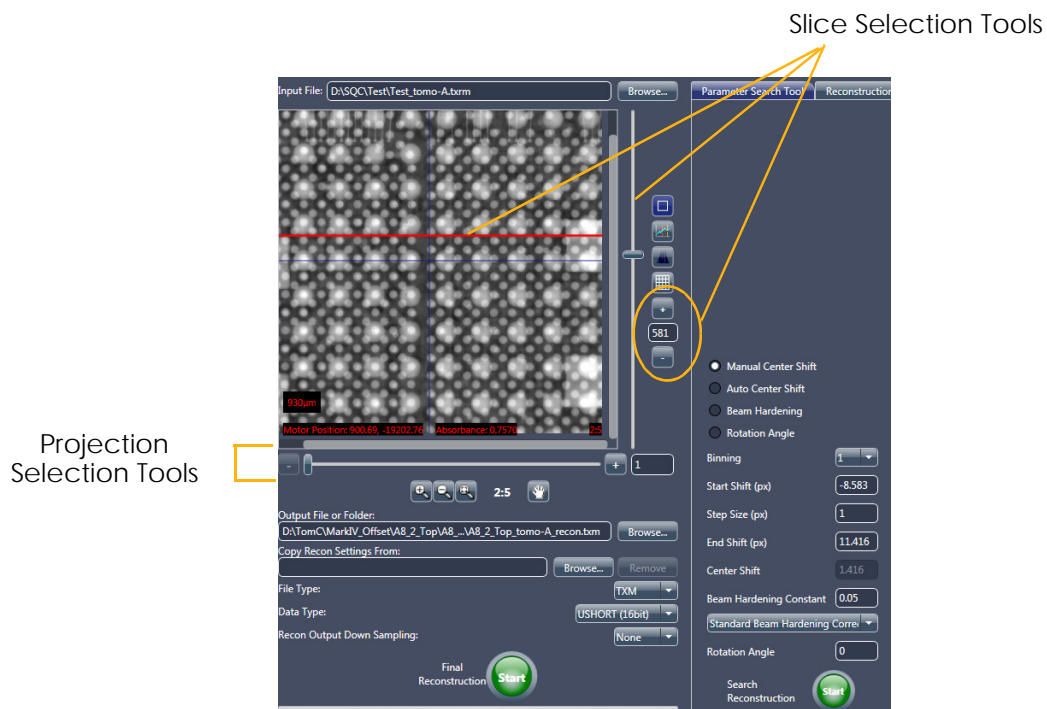 Slice Selection Tools
Input File: D:\SQC\Test\Test_tomo-A.txrm Browse... Parameter Search Tool Reconstruction
+
581
-
930µm
Motor Position: 900.69, -19202.76 Absorbance: 0.7570 2:5
Projection
Selection Tools
- + 1
2:5
Output File or Folder:
D:\TomC\MarkIV_Offset\A8_2_Top\A8_...\A8_2_Top_tomo-A_recon.txm Browse...
Copy Recon Settings From:
Browse... Remove
File Type: TXM
Data Type: USHORT (16bit)
Recon Output Down Sampling: None
Final
Reconstruction Start
Manual Center Shift
Auto Center Shift
Beam Hardening
Rotation Angle
Binning 1
Start Shift (px) -8.583
Step Size (px) 1
End Shift (px) 11.416
Center Shift 1.416
Beam Hardening Constant 0.05
Standard Beam Hardening Correc
Rotation Angle 0
Search
Reconstruction Start